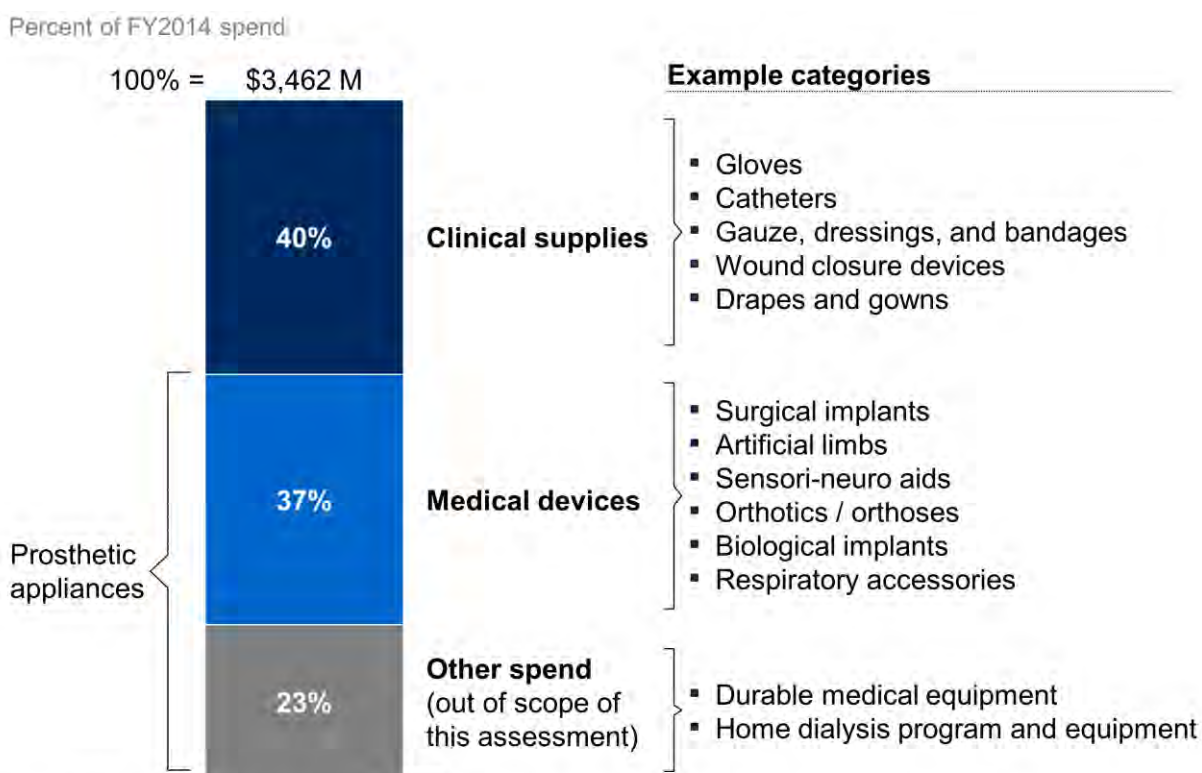 Percent of FY2014 spend
100% = $3,462 M
Example categories
40%
Clinical supplies
▪ Gloves
▪ Catheters
▪ Gauze, dressings, and bandages
▪ Wound closure devices
▪ Drapes and gowns
Prosthetic
appliances
37%
Medical devices
▪ Surgical implants
▪ Artificial limbs
▪ Sensori-neuro aids
▪ Orthotics / orthoses
▪ Biological implants
▪ Respiratory accessories
23%
Other spend
(out of scope of
this assessment)
▪ Durable medical equipment
▪ Home dialysis program and equipment